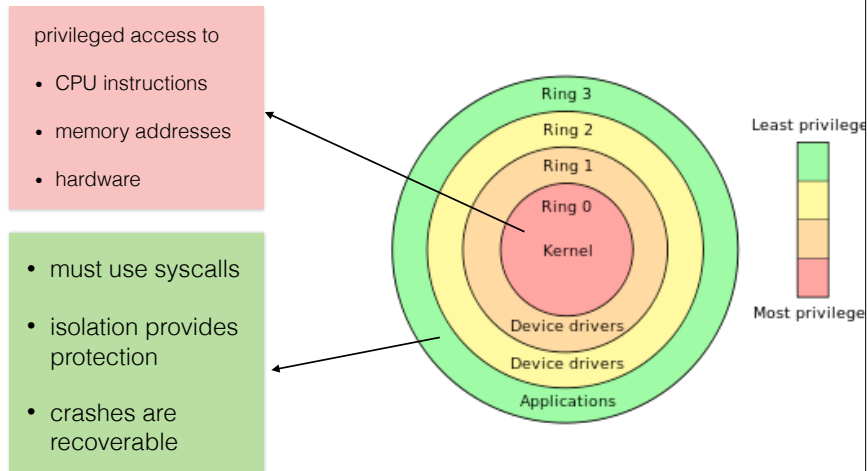 privileged access to
• CPU instructions
• memory addresses
• hardware
• must use syscalls
• isolation provides
protection
• crashes are
recoverable
Ring 3
Ring 2
Ring 1
Ring 0
Kernel
Device drivers
Device drivers
Applications
Least privilege
Most privilege